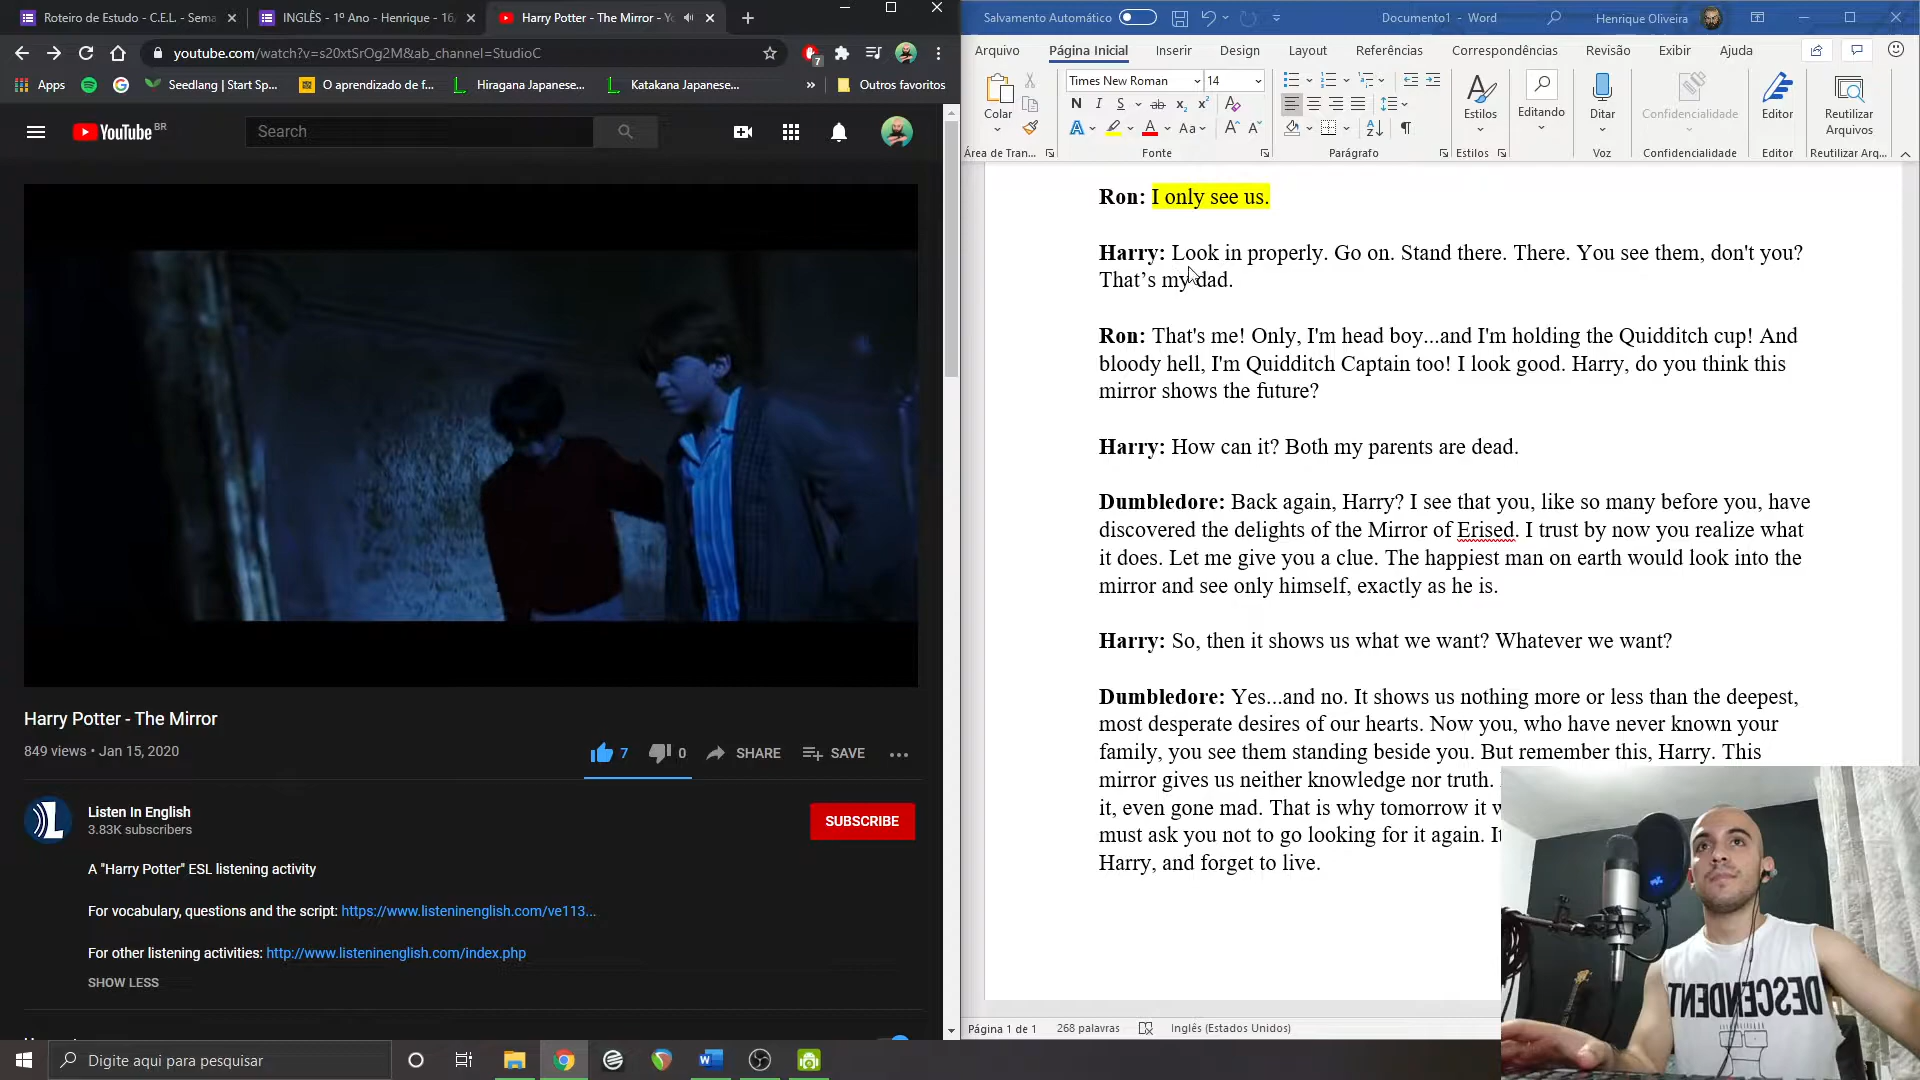 Roteiro de Estudo - C.E.L. - Sema
INGLÊS - 1º Ano - Henrique - 16/
Harry Potter - The Mirror - Yo
youtube.com/watch?v=s20xtSrOg2M&ab_channel=StudioC
7
Apps
Seedlang | Start Sp...
O aprendizado de f...
Hiragana Japanese...
Katakana Japanese...
»
Outros favoritos
YouTube BR
Search
Harry Potter - The Mirror
849 views • Jan 15, 2020
7
0
SHARE
SAVE
Listen In English
3.83K subscribers
SUBSCRIBE
A "Harry Potter" ESL listening activity
For vocabulary, questions and the script: https://www.listeninenglish.com/ve113...
For other listening activities: http://www.listeninenglish.com/index.php
SHOW LESS
Salvamento Automático
Documento1 - Word
Henrique Oliveira
Arquivo
Página Inicial
Inserir
Design
Layout
Referências
Correspondências
Revisão
Exibir
Ajuda
Colar
Times New Roman
14
N I S ab x₂ x²
A A Aa A A
Estilos
Editando
Ditar
Confidencialidade
Editor
Reutilizar
Arquivos
Área de Tran...
Fonte
Parágrafo
Estilos
Voz
Confidencialidade
Editor
Reutilizar Arq...
Ron: I only see us.
Harry: Look in properly. Go on. Stand there. There. You see them, don't you?
That’s my dad.
Ron: That's me! Only, I'm head boy...and I'm holding the Quidditch cup! And
bloody hell, I'm Quidditch Captain too! I look good. Harry, do you think this
mirror shows the future?
Harry: How can it? Both my parents are dead.
Dumbledore: Back again, Harry? I see that you, like so many before you, have
discovered the delights of the Mirror of Erised. I trust by now you realize what
it does. Let me give you a clue. The happiest man on earth would look into the
mirror and see only himself, exactly as he is.
Harry: So, then it shows us what we want? Whatever we want?
Dumbledore: Yes...and no. It shows us nothing more or less than the deepest,
most desperate desires of our hearts. Now you, who have never known your
family, you see them standing beside you. But remember this, Harry. This
mirror gives us neither knowledge nor truth.
it, even gone mad. That is why tomorrow it
must ask you not to go looking for it again.
Harry, and forget to live.
DESCENDENT
Página 1 de 1
268 palavras
Inglês (Estados Unidos)
Digite aqui para pesquisar